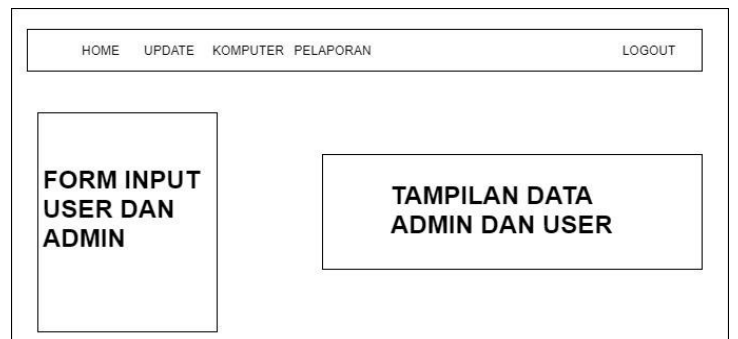 HOME UPDATE KOMPUTER PELAPORAN LOGOUT
FORM INPUT
USER DAN
ADMIN
TAMPILAN DATA
ADMIN DAN USER